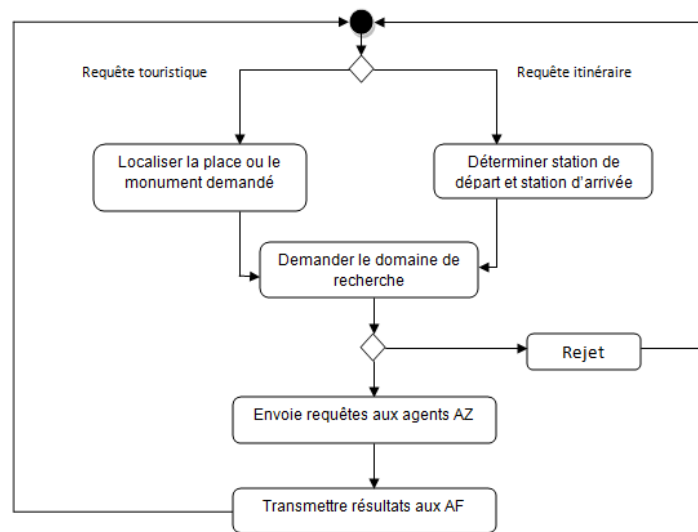 Requête touristique
Requête itinéraire
Localiser la place ou le
monument demandé
Déterminer station de
départ et station d'arrivée
Demander le domaine de
recherche
Rejet
Envoie requêtes aux agents AZ
Transmettre résultats aux AF